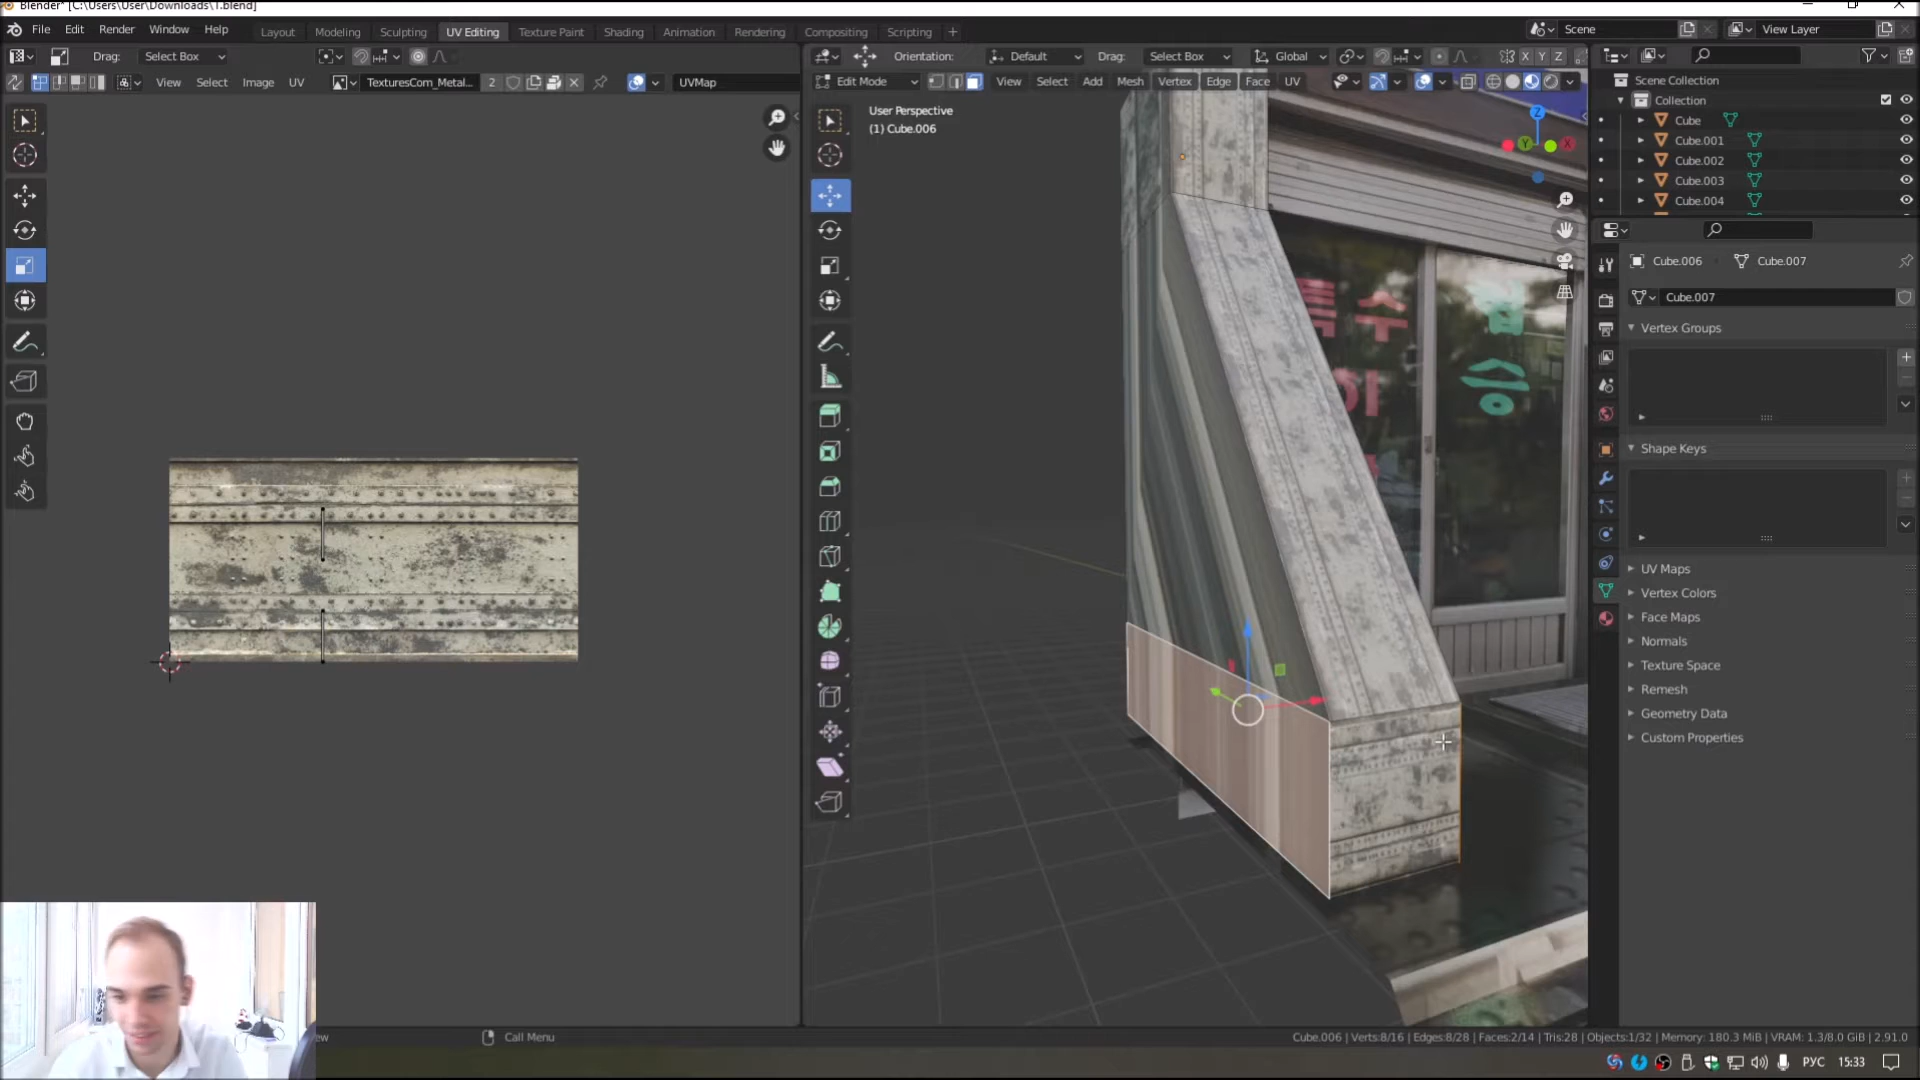 Blender* [C:\Users\User\Downloads\T.blend]
File Edit Render Window Help Layout Modeling Sculpting UV Editing Texture Paint Shading Animation Rendering Compositing Scripting + Scene View Layer
Drag: Select Box Orientation: Default Drag: Select Box Global X Y Z
View Select Image UV TexturesCom_Metal... 2 UVMap Edit Mode View Select Add Mesh Vertex Edge Face UV
User Perspective
(1) Cube.006
Z
Y
X
Scene Collection
Collection
Cube
Cube.001
Cube.002
Cube.003
Cube.004
Cube.006 Cube.007
Cube.007
Vertex Groups
Shape Keys
UV Maps
Vertex Colors
Face Maps
Normals
Texture Space
Remesh
Geometry Data
Custom Properties
수
이
승
Call Menu
Cube.006 | Verts:8/16 | Edges:8/28 | Faces:2/14 | Tris:28 | Objects:1/32 | Memory: 180.3 MiB | VRAM: 1.3/8.0 GiB | 2.91.0
РУС 15:33